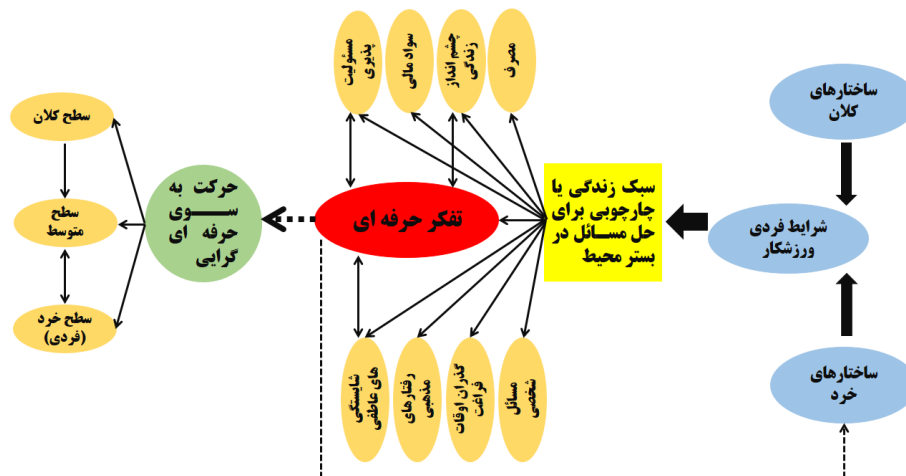 ساختارهای
کلان
شرایط فردی
ورزشکار
ساختارهای
خرد
سبک زندگی یا
چارچوبی برای
حل مسائل در
بستر محیط
مصرف
چشم انداز
زندگی
سواد مالی
مسئولیت
پذیری
تفکر حرفه ای
مسائل
شخصی
گذران اوقات
فراغت
رفتارهای
مذهبی
شایستگی
های عاطفی
حرکت به
سوی
حرفه ای
گرایی
سطح کلان
سطح
متوسط
سطح خرد
(فردی)